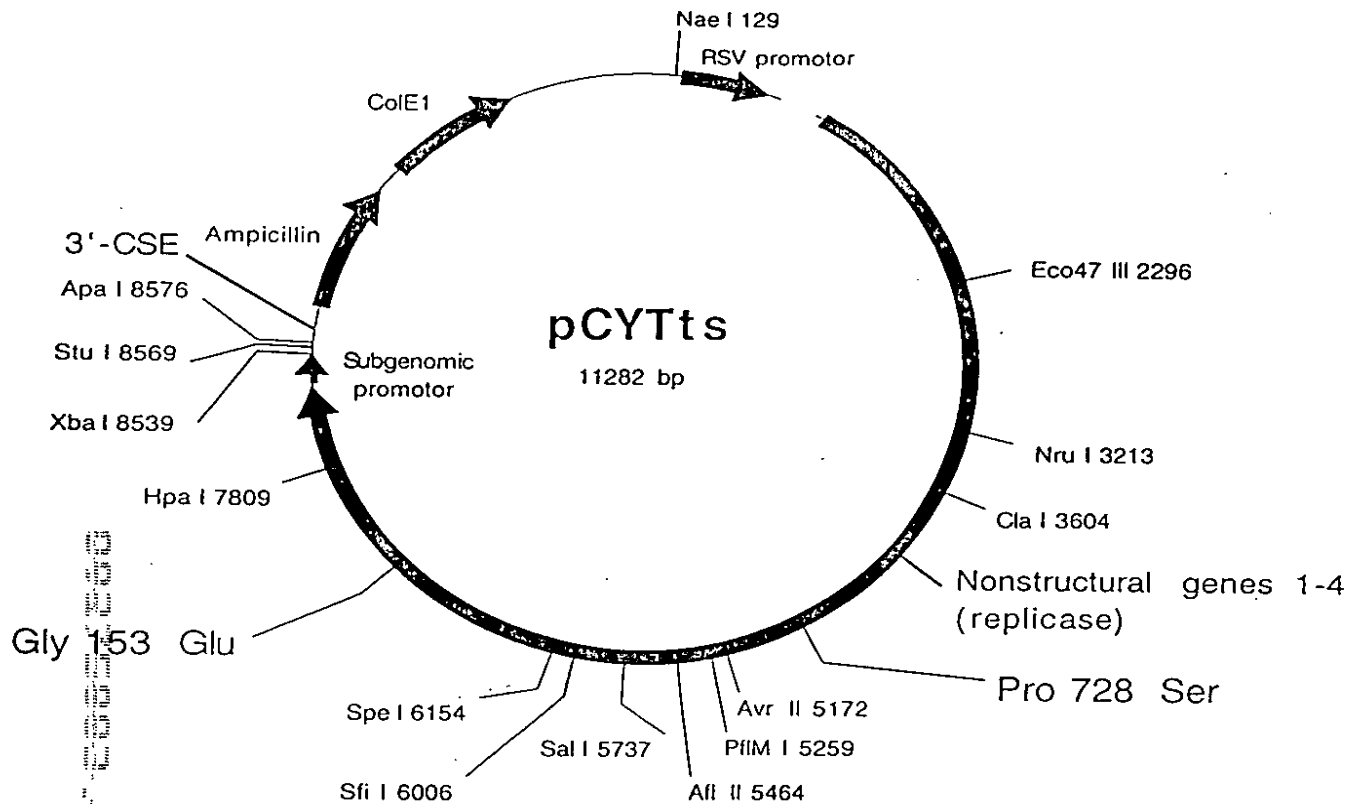 Nae I 129
RSV promotor
ColE1
Ampicillin
3'-CSE
Apa I 8576
Stu I 8569
Xba I 8539
Subgenomic
promotor
pCYTts
11282 bp
Eco47 III 2296
Nru I 3213
Cla I 3604
Hpa I 7809
Nonstructural genes 1-4
(replicase)
Gly 153 Glu
Pro 728 Ser
Spe I 6154
Avr II 5172
Sal I 5737
PflM I 5259
Sfi I 6006
Afl II 5464